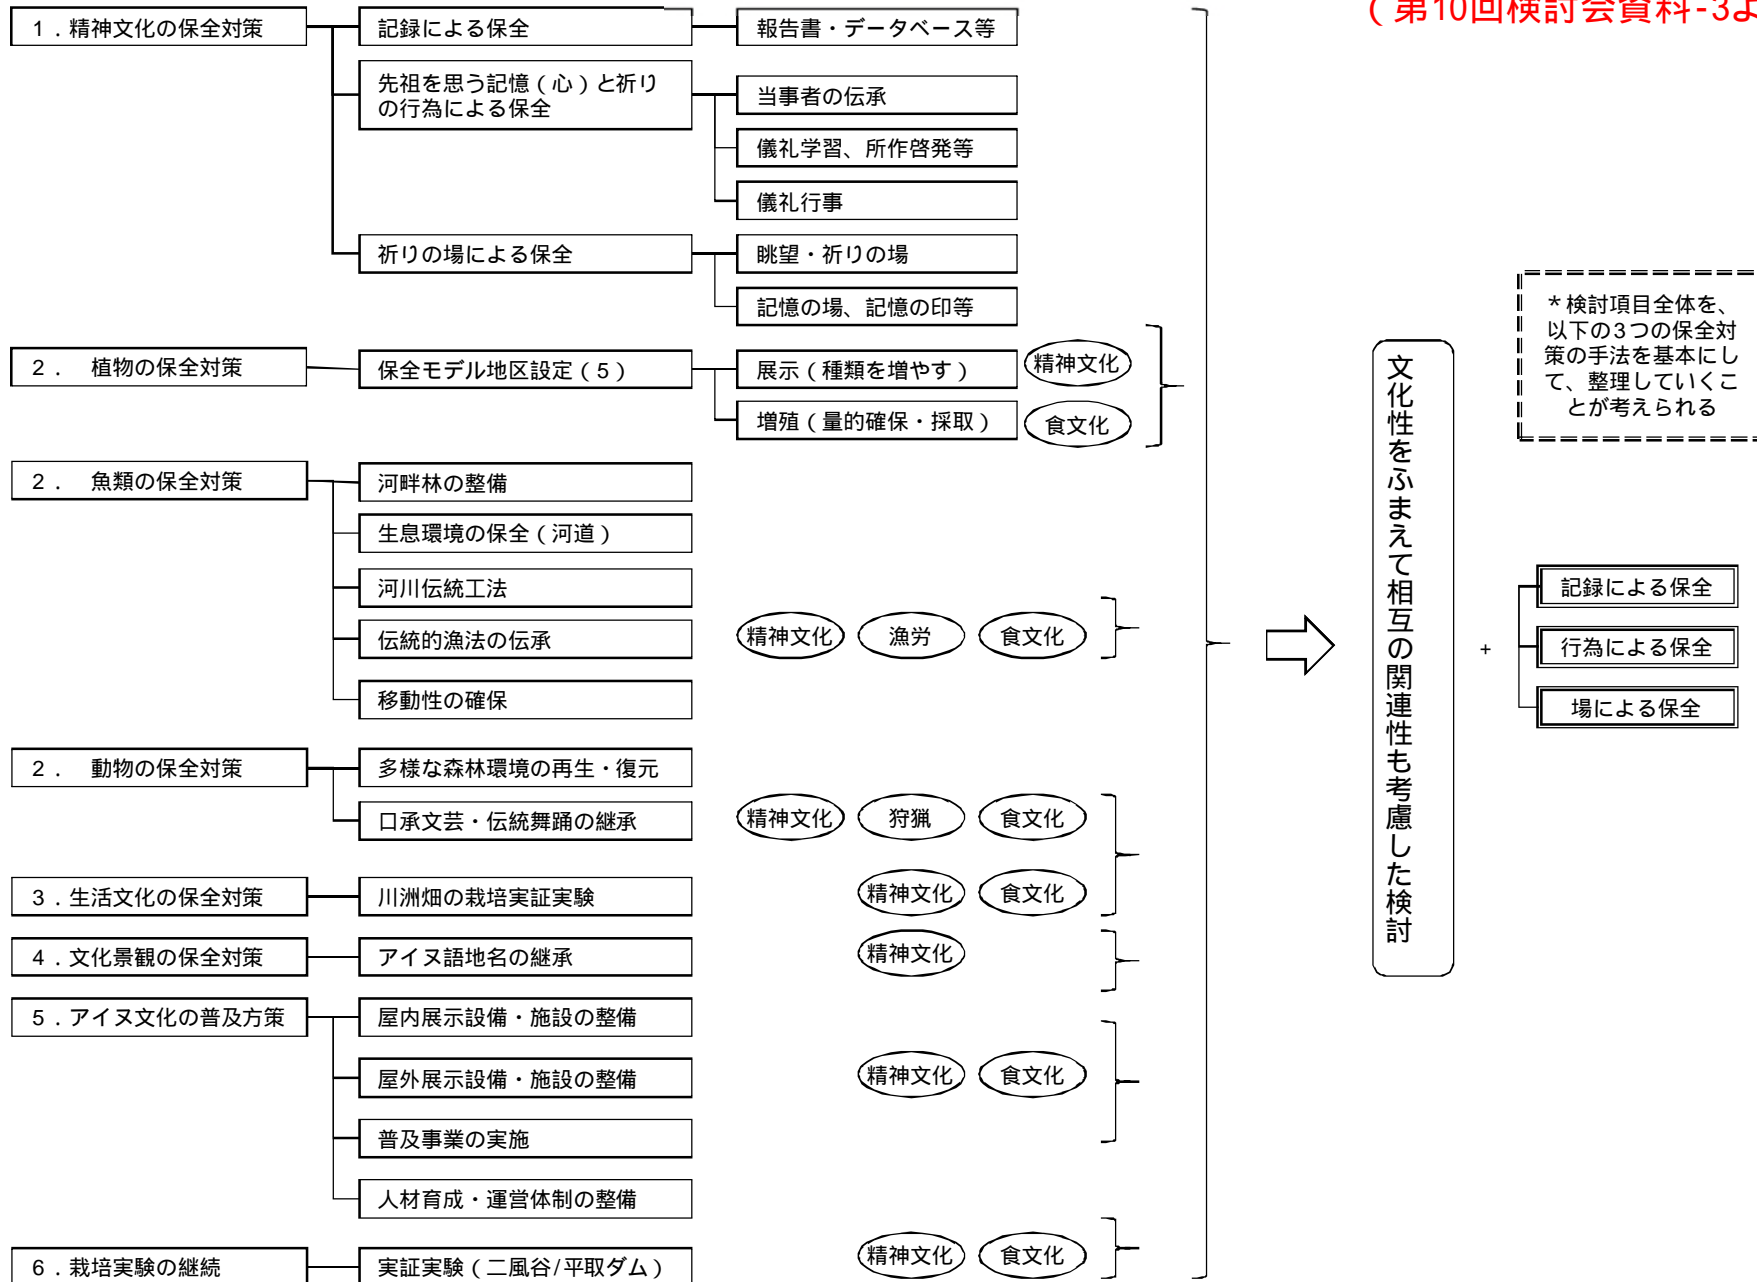 （第10回検討会資料-3よ
1．精神文化の保全対策
記録による保全
報告書・データベース等
先祖を思う記憶（心）と祈り
の行為による保全
当事者の伝承
儀礼学習、所作啓発等
儀礼行事
祈りの場による保全
眺望・祈りの場
記憶の場、記憶の印等
2．　植物の保全対策
保全モデル地区設定（5）
展示（種類を増やす）
精神文化
増殖（量的確保・採取）
食文化
2．　魚類の保全対策
河畔林の整備
生息環境の保全（河道）
河川伝統工法
伝統的漁法の伝承
精神文化
漁労
食文化
移動性の確保
2．　動物の保全対策
多様な森林環境の再生・復元
口承文芸・伝統舞踊の継承
精神文化
狩猟
食文化
3．生活文化の保全対策
川洲畑の栽培実証実験
精神文化
食文化
4．文化景観の保全対策
アイヌ語地名の継承
精神文化
5．アイヌ文化の普及方策
屋内展示設備・施設の整備
屋外展示設備・施設の整備
精神文化
食文化
普及事業の実施
人材育成・運営体制の整備
6．栽培実験の継続
実証実験（二風谷/平取ダム）
精神文化
食文化
文化性をふまえて相互の関連性も考慮した検討
＊検討項目全体を、
以下の3つの保全対
策の手法を基本にし
て、整理していくこ
とが考えられる
+
記録による保全
行為による保全
場による保全